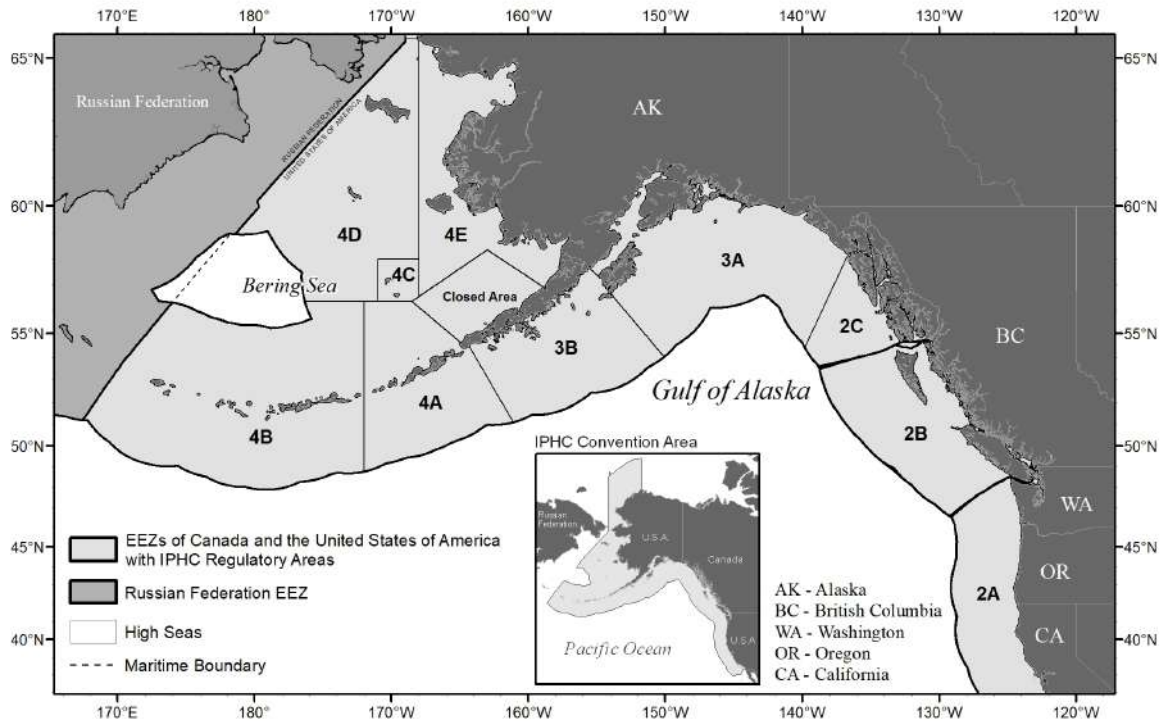 170°E 180° 170°W 160°W 150°W 140°W 130°W 120°W
65°N
60°N
55°N
50°N
45°N
40°N
65°N
60°N
55°N
50°N
45°N
40°N
Russian Federation
RUSSIAN FEDERATION
UNITED STATES OF AMERICA
AK
4D
4E
4C
Bering Sea
Closed Area
3A
3B
2C
BC
4A
4B
Gulf of Alaska
2B
WA
2A
OR
CA
IPHC Convention Area
Russian
Federation
U.S.A.
Canada
U.S.A.
Pacific Ocean
EEZs of Canada and the United States of America
with IPHC Regulatory Areas
Russian Federation EEZ
High Seas
Maritime Boundary
AK - Alaska
BC - British Columbia
WA - Washington
OR - Oregon
CA - California
170°E 180° 170°W 160°W 150°W 140°W 130°W 120°W